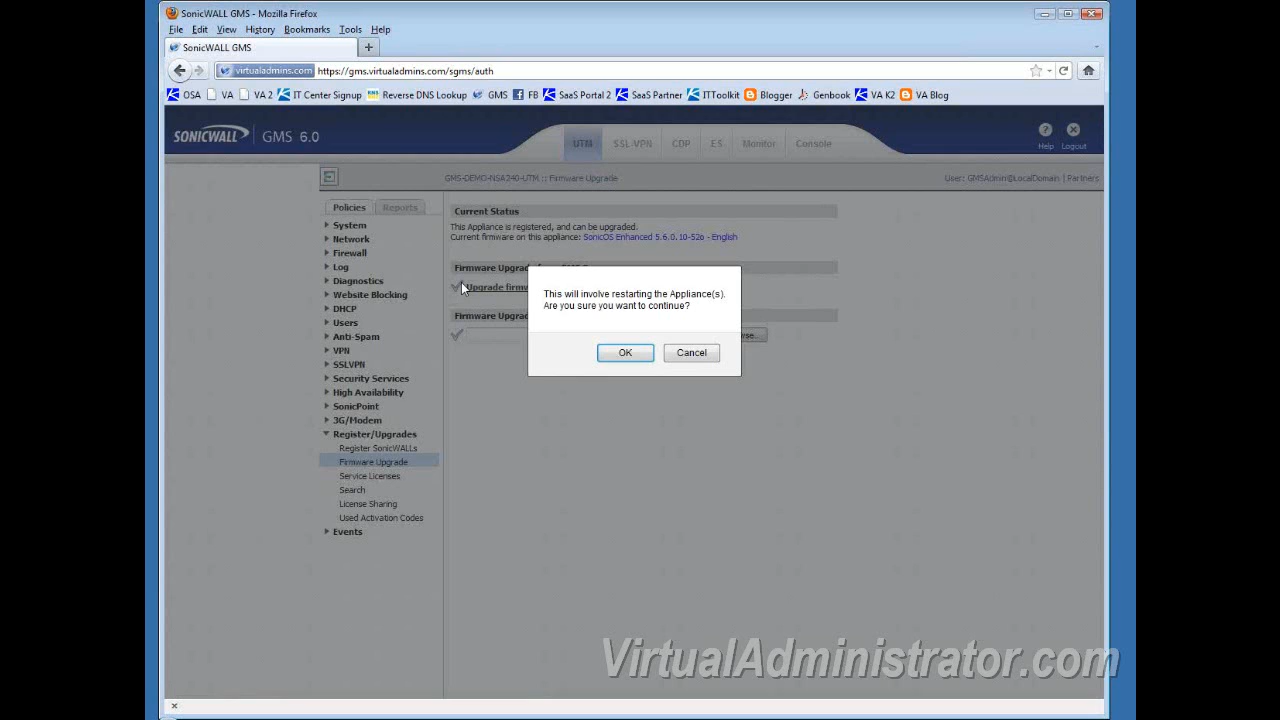 SonicWALL GMS - Mozilla Firefox
File Edit View History Bookmarks Tools Help
SonicWALL GMS
virtualadmins.com https://gms.virtualadmins.com/sgms/auth
OSA VA VA 2 IT Center Signup Reverse DNS Lookup GMS FB SaaS Portal 2 SaaS Partner ITToolkit Blogger Genbook VA K2 VA Blog
SONICWALL GMS 6.0
UTM SSL-VPN CDP ES Monitor Console
Help Logout
GMS-DEMO-NSA240-UTM :: Firmware Upgrade
User: GMSAdmin@LocalDomain | Partners
Policies Reports
System
Network
Firewall
Log
Diagnostics
Website Blocking
DHCP
Users
Anti-Spam
VPN
SSLVPN
Security Services
High Availability
SonicPoint
3G/Modem
Register/Upgrades
Register SonicWALLs
Firmware Upgrade
Service Licenses
Search
License Sharing
Used Activation Codes
Events
Current Status
This Appliance is registered, and can be upgraded.
Current firmware on this appliance: SonicOS Enhanced 5.6.0.10-52o - English
Firmware Upgrade
Upgrade firmw
Firmware Upgra
This will involve restarting the Appliance(s).
Are you sure you want to continue?
OK Cancel
VirtualAdministrator.com